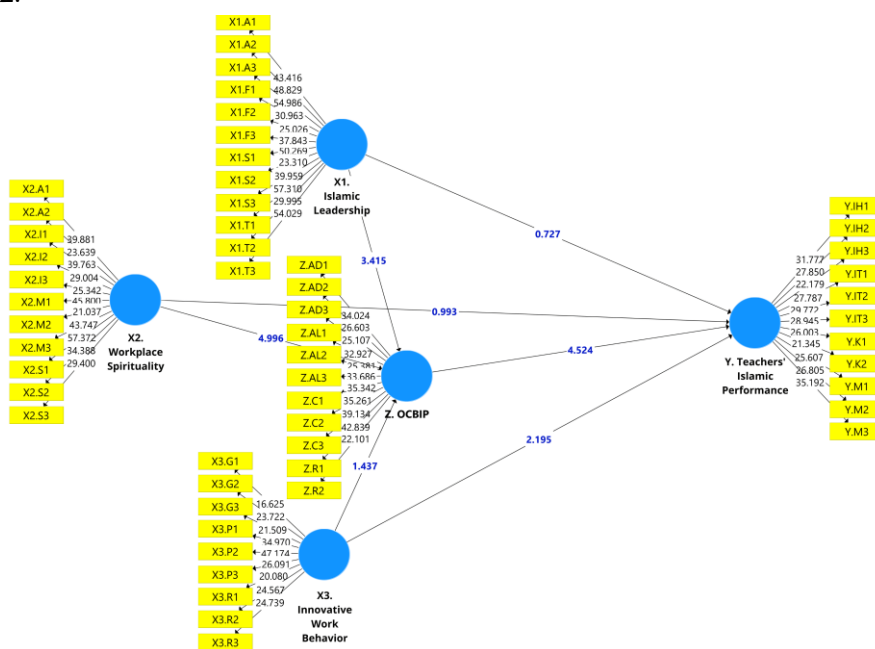 X1.A1
X1.A2
X1.A3
X1.F1
X1.F2
X1.F3
X1.S1
X1.S2
X1.S3
X1.T1
X1.T2
X1.T3
43.416
48.829
54.986
30.963
25.026
37.843
50.269
23.310
39.959
57.310
29.995
54.029
X1.
Islamic
Leadership
0.727
3.415
X2.A1
X2.A2
X2.I1
X2.I2
X2.I3
X2.M1
X2.M2
X2.M3
X2.S1
X2.S2
X2.S3
39.881
23.639
39.763
29.004
25.342
45.800
21.037
43.747
57.372
34.388
29.400
X2.
Workplace
Spirituality
0.993
4.996
Z.AD1
Z.AD2
Z.AD3
Z.AL1
Z.AL2
Z.AL3
Z.C1
Z.C2
Z.C3
Z.R1
Z.R2
34.024
26.603
25.107
32.927
33.686
35.342
35.261
39.134
42.839
22.101
Z. OCBIP
4.524
1.437
2.195
X3.G1
X3.G2
X3.G3
X3.P1
X3.P2
X3.P3
X3.R1
X3.R2
X3.R3
16.625
23.722
21.509
34.970
47.174
26.091
20.080
24.567
24.739
X3.
Innovative
Work
Behavior
Y.IH1
Y.IH2
Y.IH3
Y.IT1
Y.IT2
Y.IT3
Y.K1
Y.K2
Y.M1
Y.M2
Y.M3
31.777
27.850
22.179
27.787
29.772
28.945
26.003
21.345
25.607
26.805
35.192
Y. Teachers'
Islamic
Performance